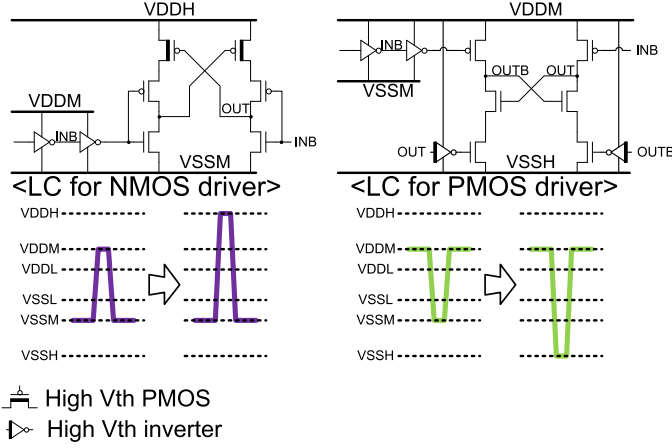 VDDH
VDDM
INB
OUTB
OUT
INB
VSSM
VDDM
INB
OUT
INB
VSSM
OUT
OUTB
VSSH
<LC for NMOS driver>
<LC for PMOS driver>
VDDH
VDDM
VDDL
VSSL
VSSM
VSSH
VDDH
VDDM
VDDL
VSSL
VSSM
VSSH
High Vth PMOS
High Vth inverter